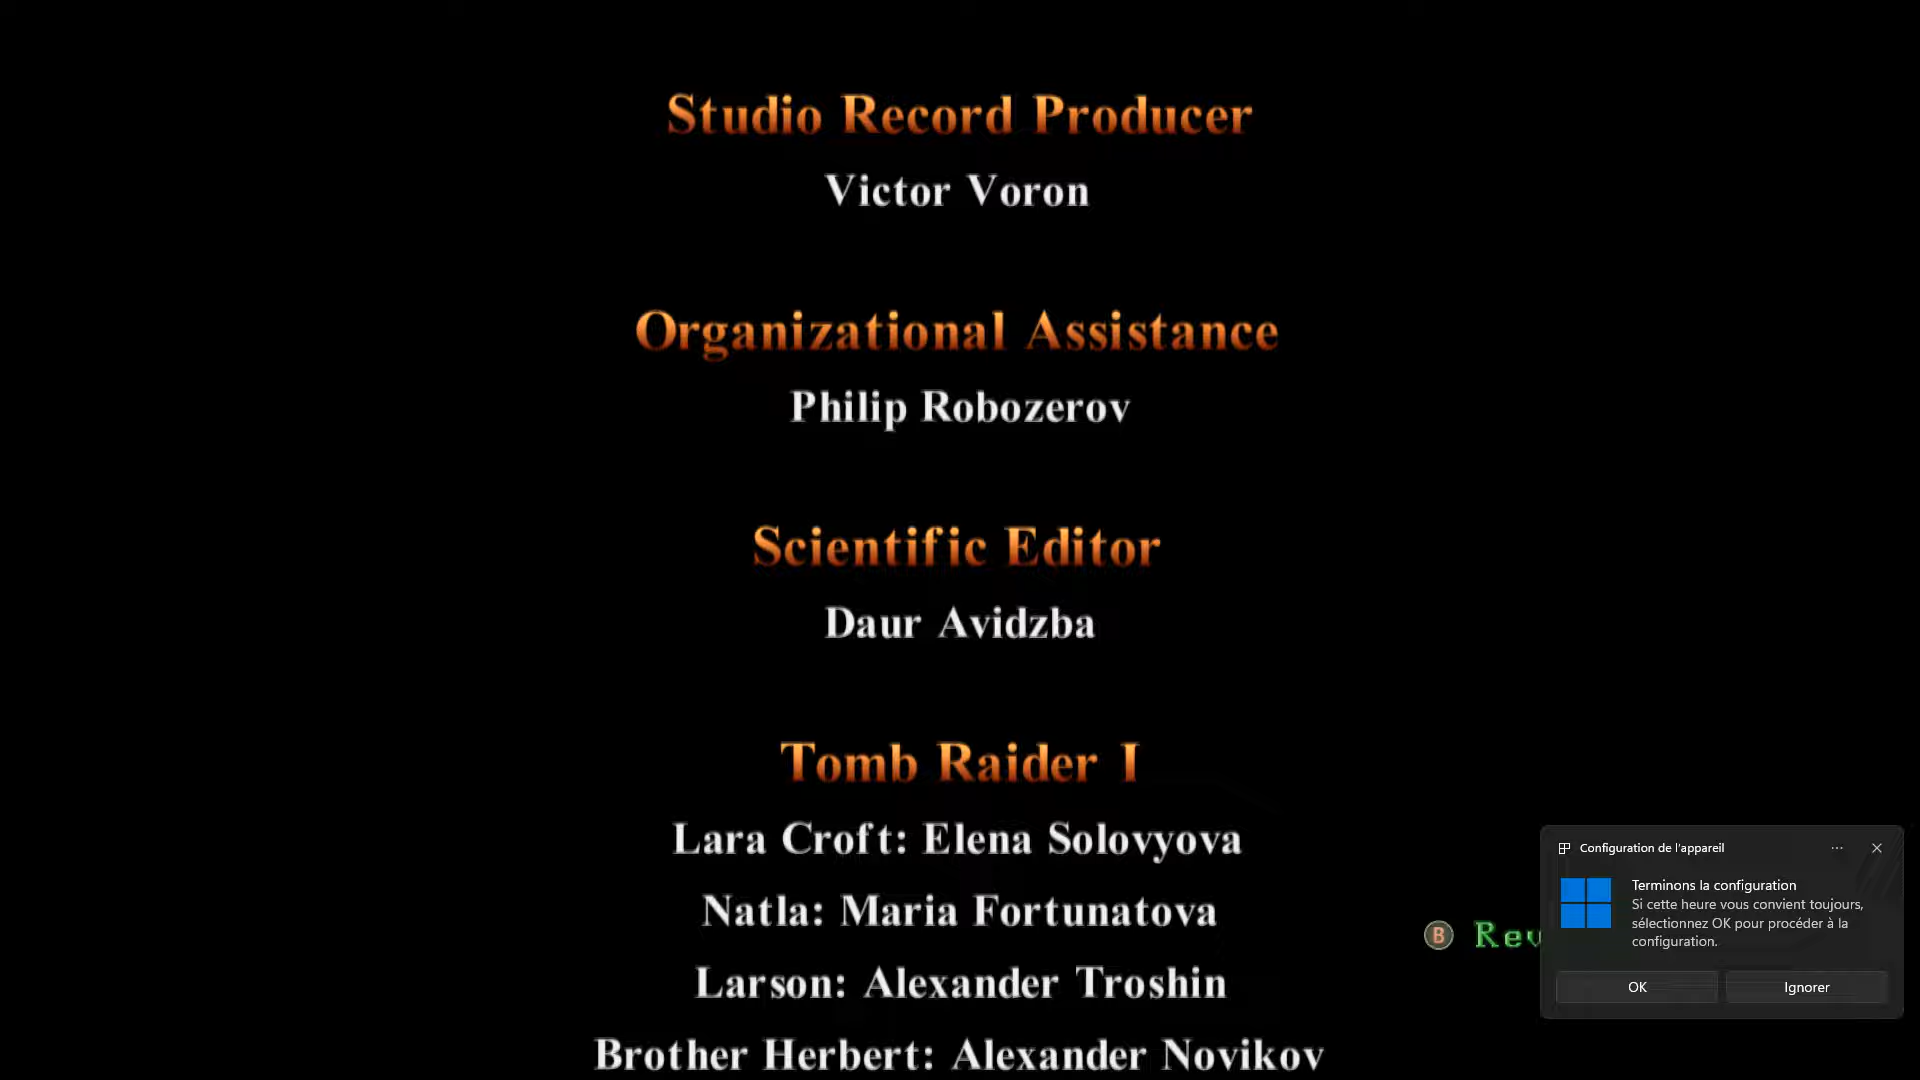 Studio Record Producer
Victor Voron
Organizational Assistance
Philip Robozerov
Scientific Editor
Daur Avidzba
Tomb Raider I
Lara Croft: Elena Solovyova
Natla: Maria Fortunatova
Larson: Alexander Troshin
Brother Herbert: Alexander Novikov
B Rev
Configuration de l'appareil
Terminons la configuration
Si cette heure vous convient toujours,
sélectionnez OK pour procéder à la
configuration.
OK
Ignorer